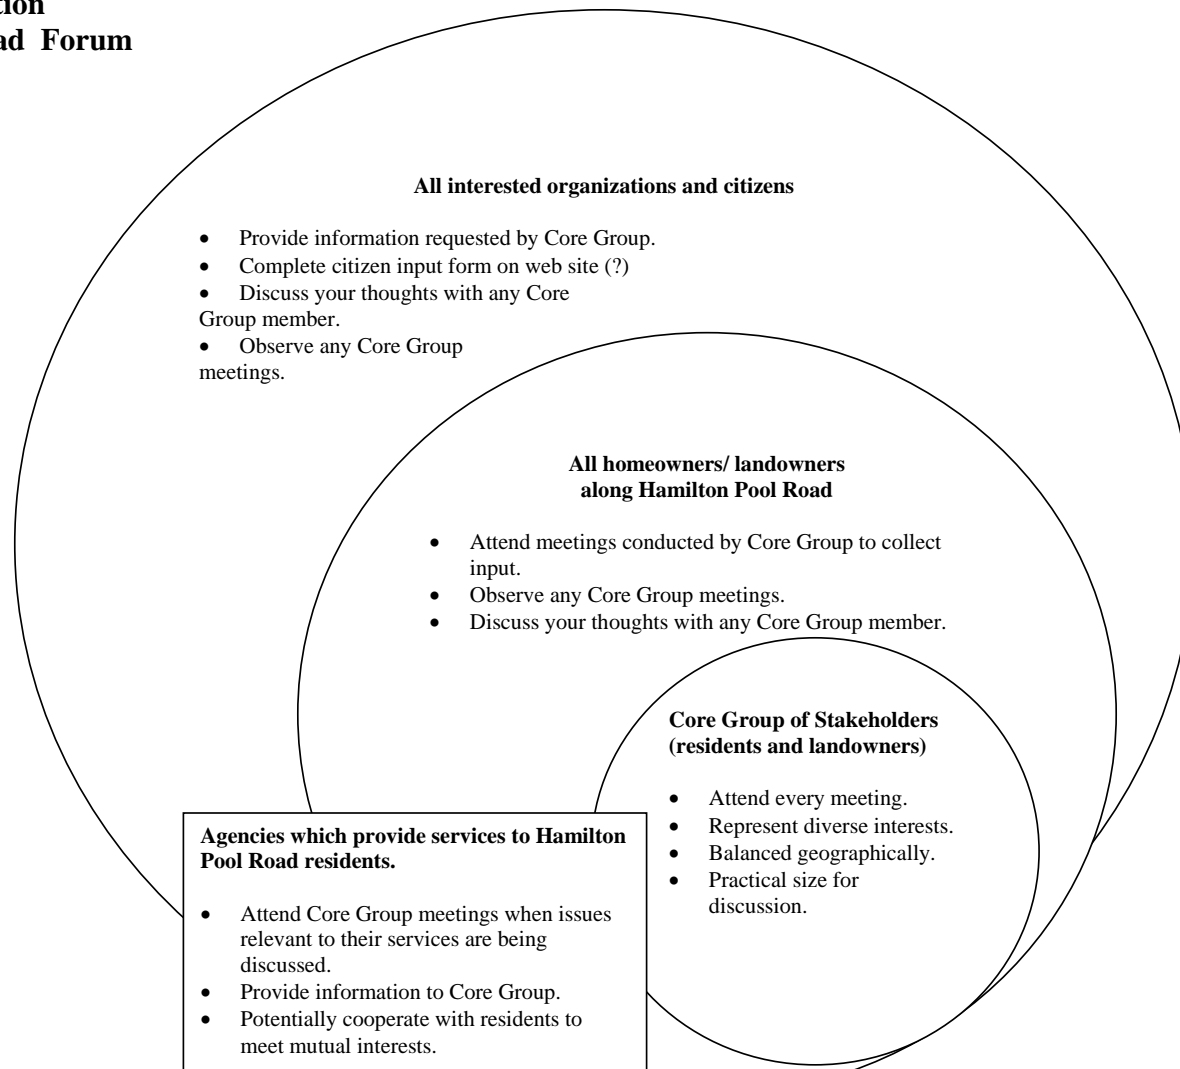 Forum
All interested organizations and citizens
• Provide information requested by Core Group.
• Complete citizen input form on web site (?)
• Discuss your thoughts with any Core
Group member.
• Observe any Core Group
meetings.
All homeowners/ landowners
along Hamilton Pool Road
• Attend meetings conducted by Core Group to collect
input.
• Observe any Core Group meetings.
• Discuss your thoughts with any Core Group member.
Core Group of Stakeholders
(residents and landowners)
• Attend every meeting.
• Represent diverse interests.
• Balanced geographically.
• Practical size for
discussion.
Agencies which provide services to Hamilton
Pool Road residents.
• Attend Core Group meetings when issues
relevant to their services are being
discussed.
• Provide information to Core Group.
• Potentially cooperate with residents to
meet mutual interests.